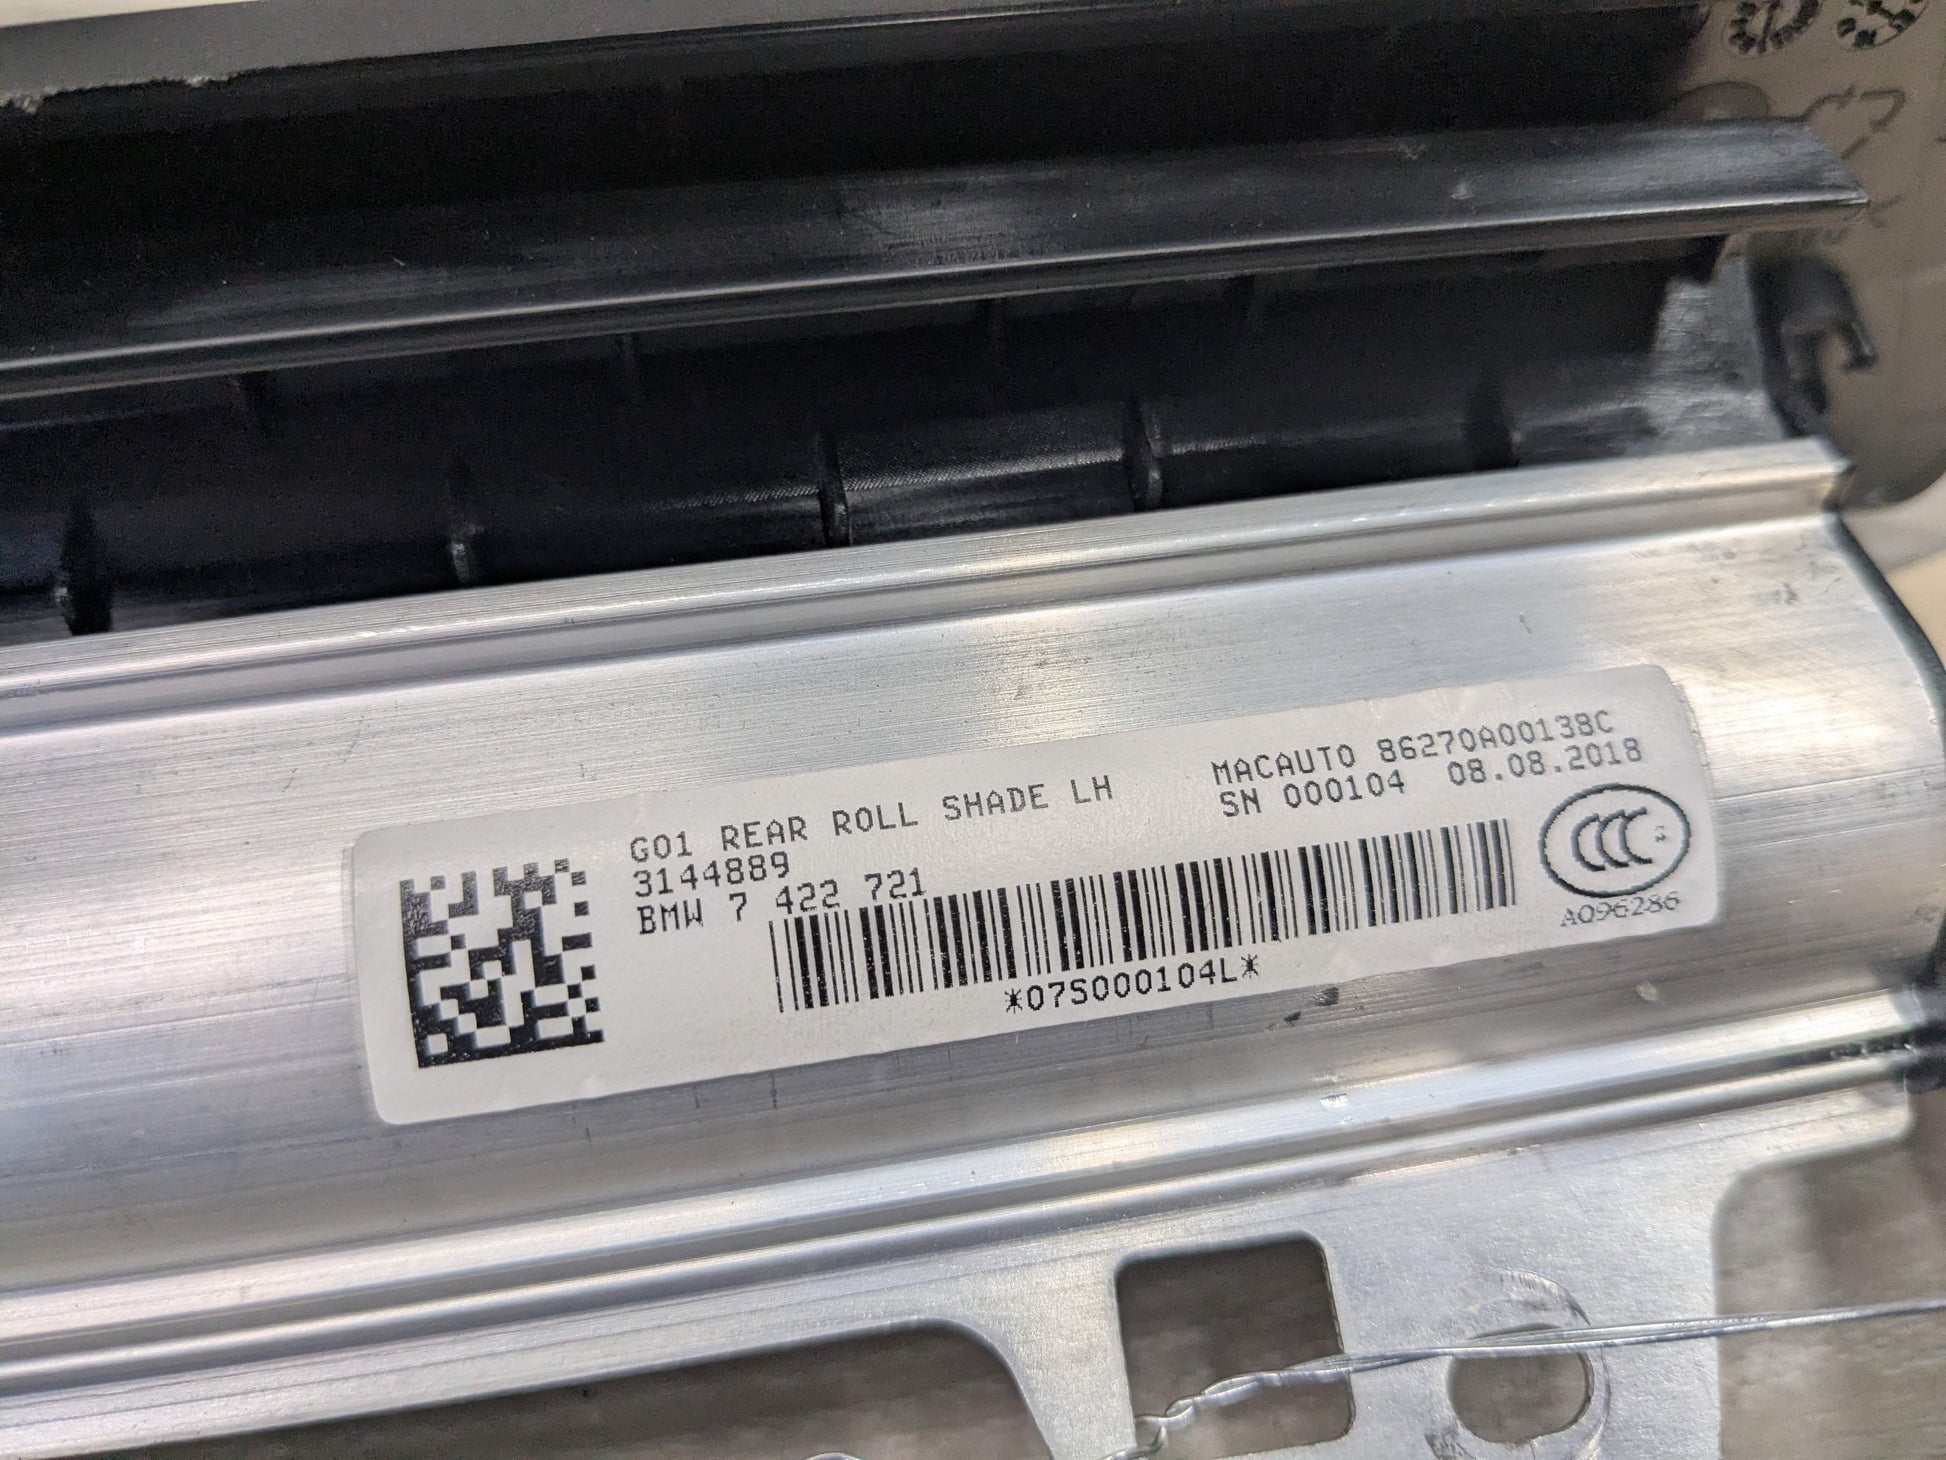 G01 REAR ROLL SHADE LH
3144889
BMW 7 422 721
MACAUTO 86270A00138C
SN 000104 08.08.2018
*07S000104L*
CCC S
A096286